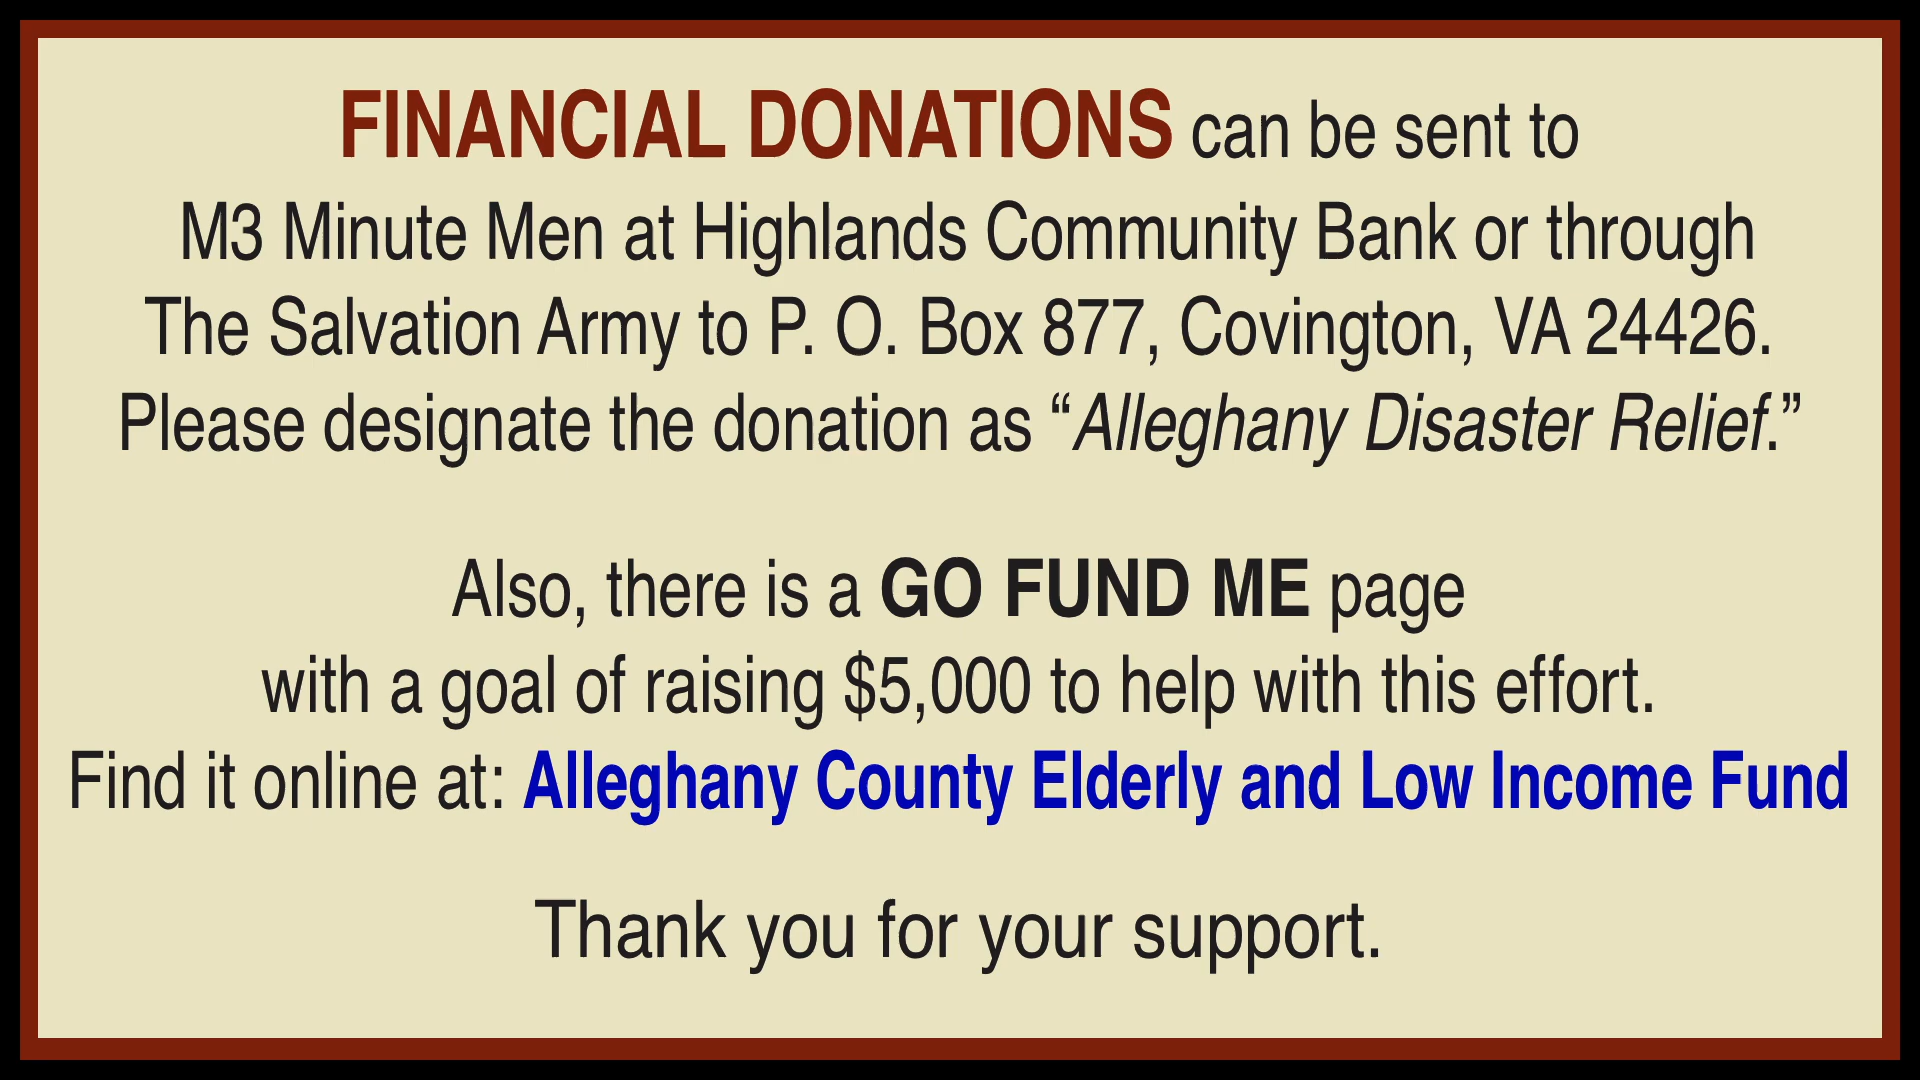 FINANCIAL DONATIONS can be sent to
M3 Minute Men at Highlands Community Bank or through
The Salvation Army to P. O. Box 877, Covington, VA 24426.
Please designate the donation as “Alleghany Disaster Relief.”
Also, there is a GO FUND ME page
with a goal of raising $5,000 to help with this effort.
Find it online at: Alleghany County Elderly and Low Income Fund
Thank you for your support.